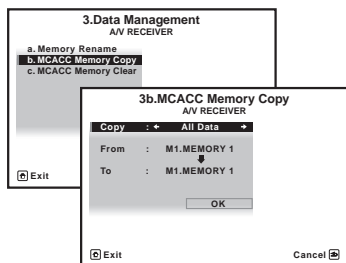 3.Data Management
A/V RECEIVER
a. Memory Rename
b. MCACC Memory Copy
c. MCACC Memory Clear
Exit
3b.MCACC Memory Copy
A/V RECEIVER
Copy : All Data
From : M1.MEMORY 1
To : M1.MEMORY 1
OK
Exit Cancel